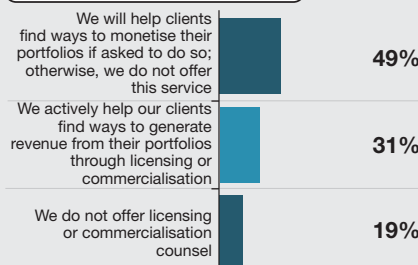 We will help clients
find ways to monetise their
portfolios if asked to do so;
otherwise, we do not offer
this service
49%
We actively help our clients
find ways to generate
revenue from their portfolios
through licensing or
commercialisation
31%
We do not offer licensing
or commercialisation
counsel
19%